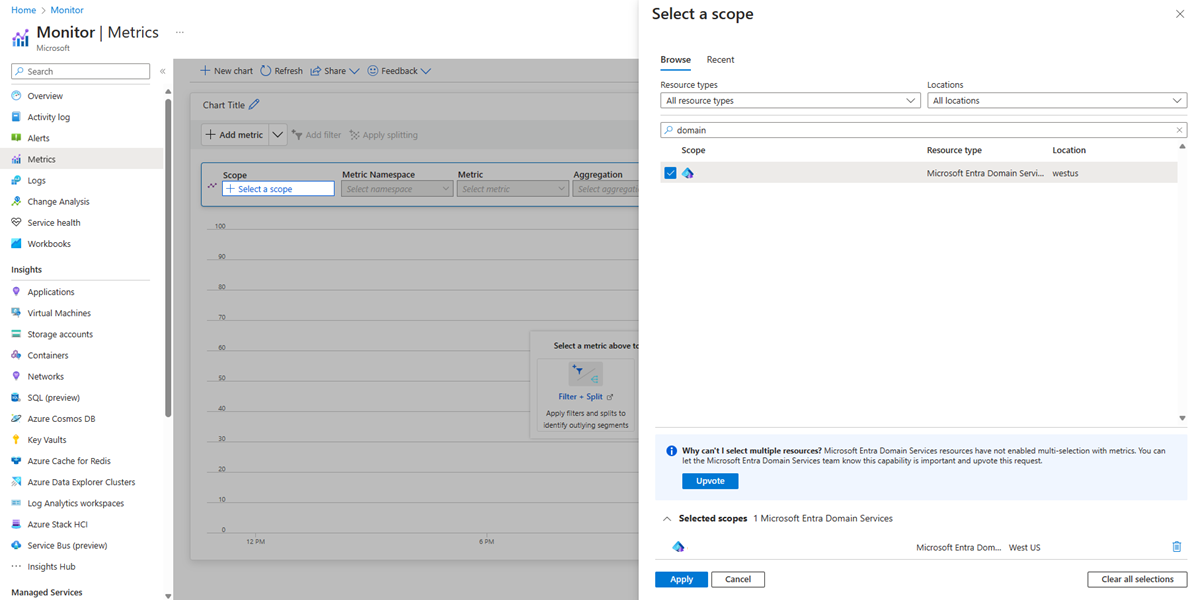 Home > Monitor
Monitor | Metrics ...
Microsoft
Search
«
Overview
Activity log
Alerts
Metrics
Logs
Change Analysis
Service health
Workbooks
Insights
Applications
Virtual Machines
Storage accounts
Containers
Networks
SQL (preview)
Azure Cosmos DB
Key Vaults
Azure Cache for Redis
Azure Data Explorer Clusters
Log Analytics workspaces
Azure Stack HCI
Service Bus (preview)
Insights Hub
Managed Services
New chart Refresh Share Feedback
Chart Title
Add metric Add filter Apply splitting
Scope Metric Namespace Metric Aggregation
Select a scope Select namespace Select metric Select aggregatio
100
90
80
70
60
50
40
30
20
10
0
12 PM 6 PM
Select a metric above to
Filter + Split
Apply filters and splits to
identify outlying segments
Select a scope
Browse Recent
Resource types Locations
All resource types All locations
domain
Scope Resource type Location
Microsoft Entra Domain Servi... westus
Why can't I select multiple resources? Microsoft Entra Domain Services resources have not enabled multi-selection with metrics. You can
let the Microsoft Entra Domain Services team know this capability is important and upvote this request.
Upvote
Selected scopes 1 Microsoft Entra Domain Services
Microsoft Entra Dom... West US
Apply Cancel Clear all selections